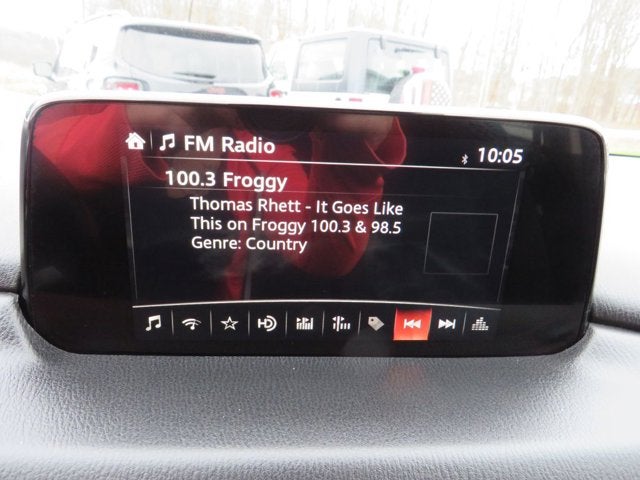 FM Radio
10:05
100.3 Froggy
Thomas Rhett - It Goes Like
This on Froggy 100.3 & 98.5
Genre: Country
HD